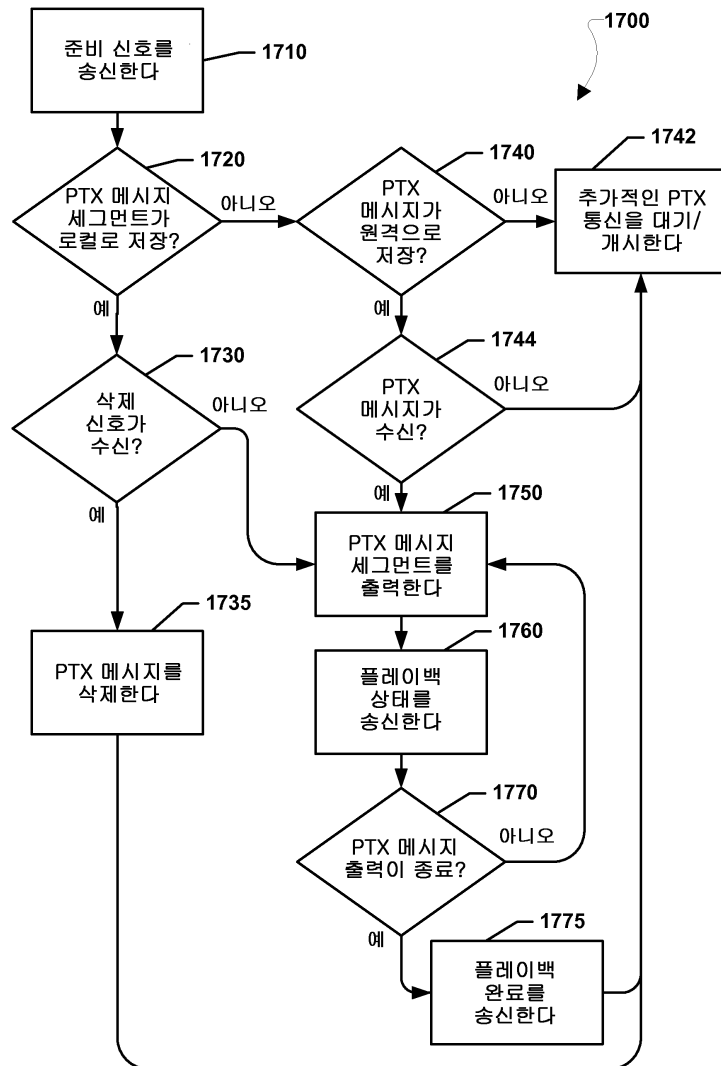 1700
준비 신호를
송신한다
1710
1720
PTX 메시지
세그먼트가
로컬로 저장?
아니오
예
1740
PTX
메시지가
원격으로
저장?
아니오
예
1742
추가적인 PTX
통신을 대기/
개시한다
1730
삭제
신호가
수신?
아니오
예
1744
PTX
메시지가
수신?
아니오
예
1750
PTX 메시지
세그먼트를
출력한다
1735
PTX 메시지를
삭제한다
1760
플레이백
상태를
송신한다
1770
PTX 메시지
출력이 종료?
아니오
예
1775
플레이백
완료를
송신한다